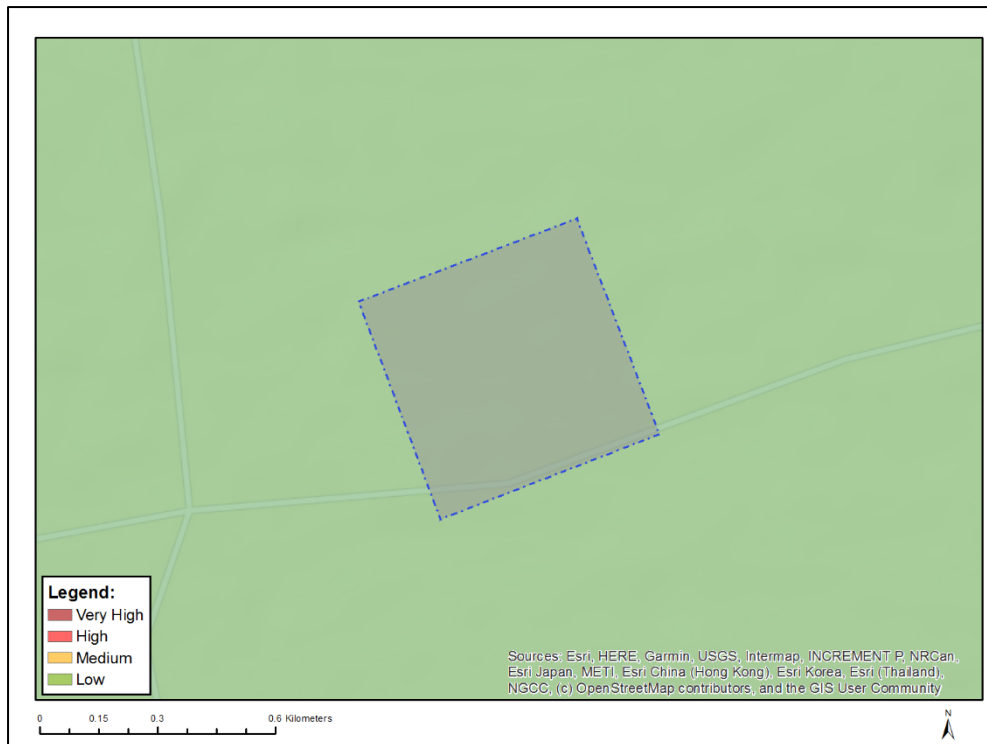 Legend:
Very High
High
Medium
Low
Sources: Esri, HERE, Garmin, USGS, Intermap, INCREMENT P, NRCan,
Esri Japan, METI, Esri China (Hong Kong), Esri Korea, Esri (Thailand),
NGCC, (c) OpenStreetMap contributors, and the GIS User Community
0 0.15 0.3 0.6 Kilometers
N